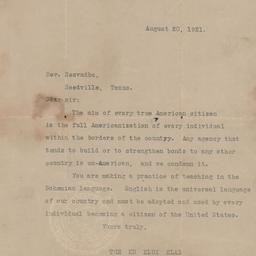 August 20, 1921.
Rev. Nesvadba,
Needville, Texas.
Dear sir:
The aim of every true American citizen
is the full Americanization of every individual
within the borders of the country. Any agency that
tends to build or to strengthen bonds to any other
country is un-American, and we condemn it.
You are making a practice of teaching in the
Bohemian language. English is the universal language
of our country and must be adopted and used by every
individual becoming a citizen of the United States.
Yours truly,
THE KU KLUX KLAN